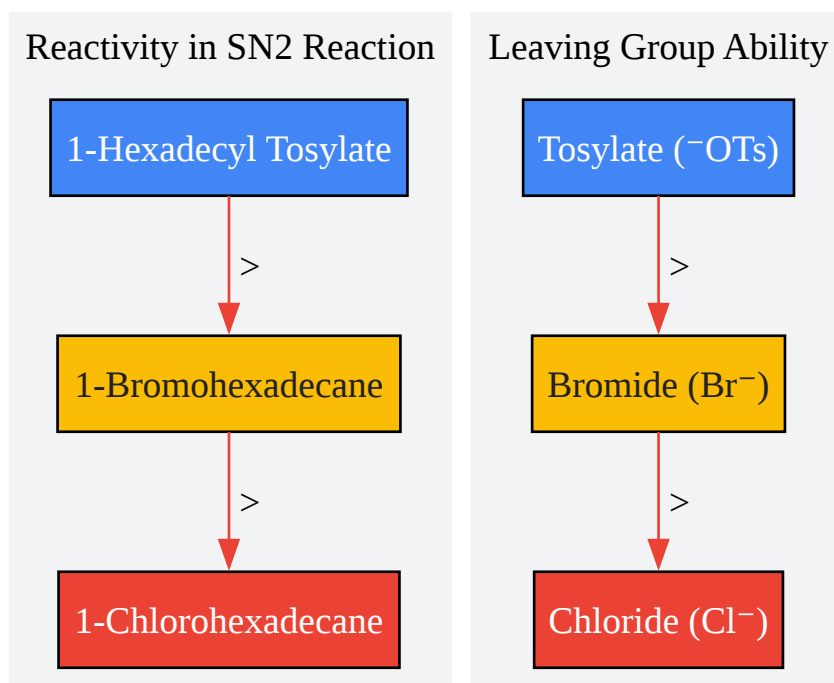 Reactivity in SN2 Reaction
1-Hexadecyl Tosylate
>
1-Bromohexadecane
>
1-Chlorohexadecane
Leaving Group Ability
Tosylate (⁻OTs)
>
Bromide (Br⁻)
>
Chloride (Cl⁻)